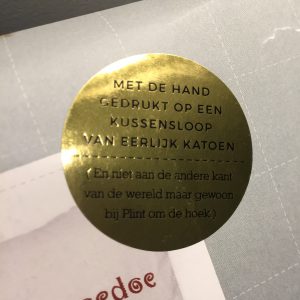 MET DE HAND
GEDRUKT OP EEN
KUSSENSLOOP
VAN EERLIJK KATOEN
(En niet aan de andere kant
van de wereld maar gewoon
bij Plint om de hoek)